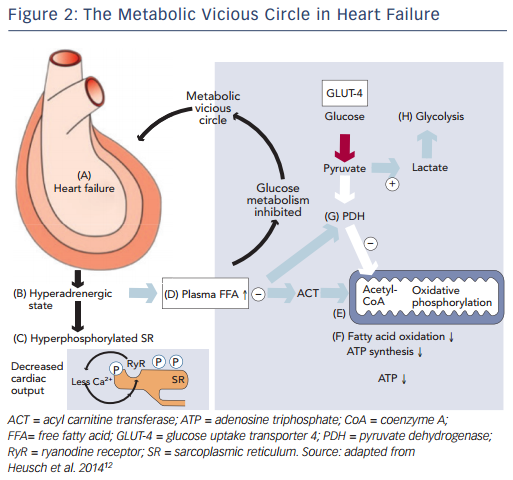 Figure 2: The Metabolic Vicious Circle in Heart Failure
Metabolic
vicious
circle
GLUT-4
Glucose
(H) Glycolysis
(A)
Heart failure
Pyruvate
Lactate
+
Glucose
metabolism
inhibited
(G) PDH
−
(B) Hyperadrenergic
state
(D) Plasma FFA ↑
−
ACT
Acetyl-
CoA
Oxidative
phosphorylation
(E)
(F) Fatty acid oxidation ↓
ATP synthesis ↓
ATP ↓
(C) Hyperphosphorylated SR
Decreased
cardiac
output
Less Ca²⁺
P
RyR
P
P
SR
ACT = acyl carnitine transferase; ATP = adenosine triphosphate; CoA = coenzyme A;
FFA= free fatty acid; GLUT-4 = glucose uptake transporter 4; PDH = pyruvate dehydrogenase;
RyR = ryanodine receptor; SR = sarcoplasmic reticulum. Source: adapted from
Heusch et al. 2014¹²